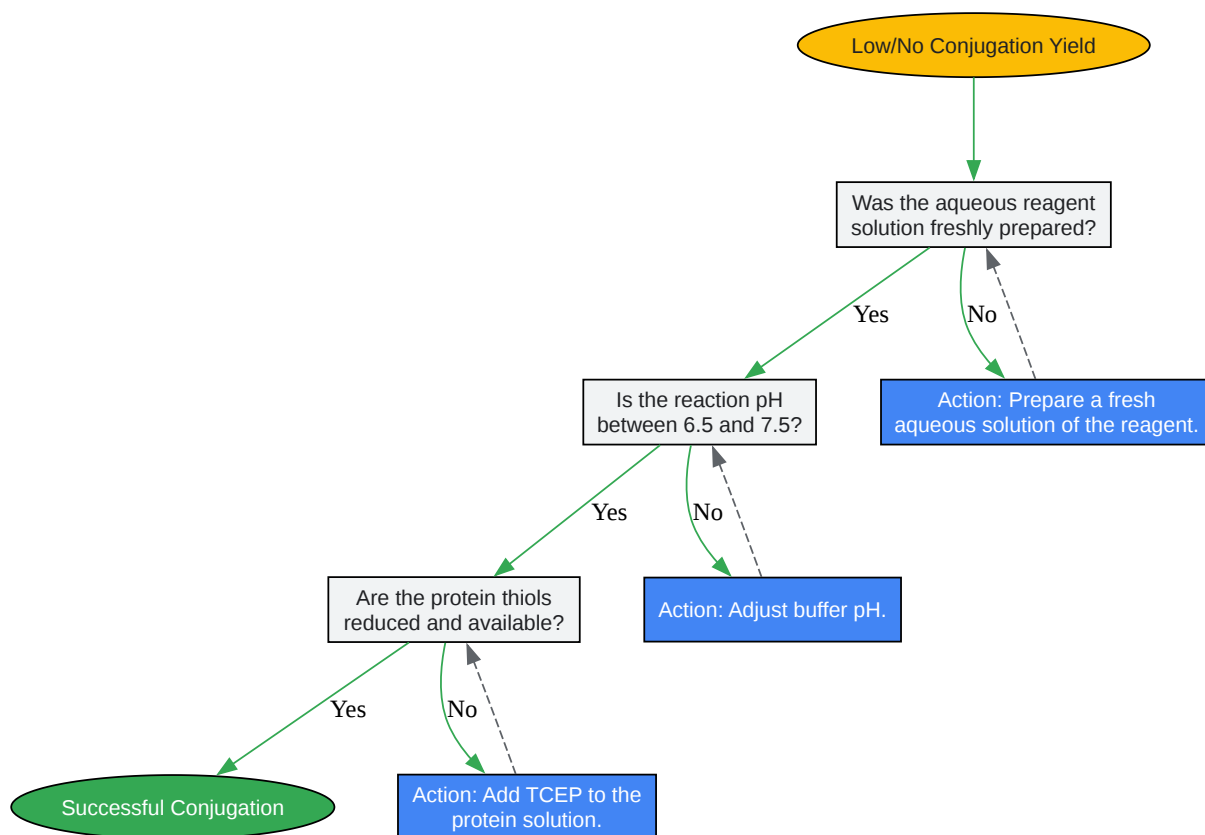 Low/No Conjugation Yield
Was the aqueous reagent
solution freshly prepared?
Yes
No
Is the reaction pH
between 6.5 and 7.5?
Action: Prepare a fresh
aqueous solution of the reagent.
Yes
No
Are the protein thiols
reduced and available?
Action: Adjust buffer pH.
Yes
No
Successful Conjugation
Action: Add TCEP to the
protein solution.